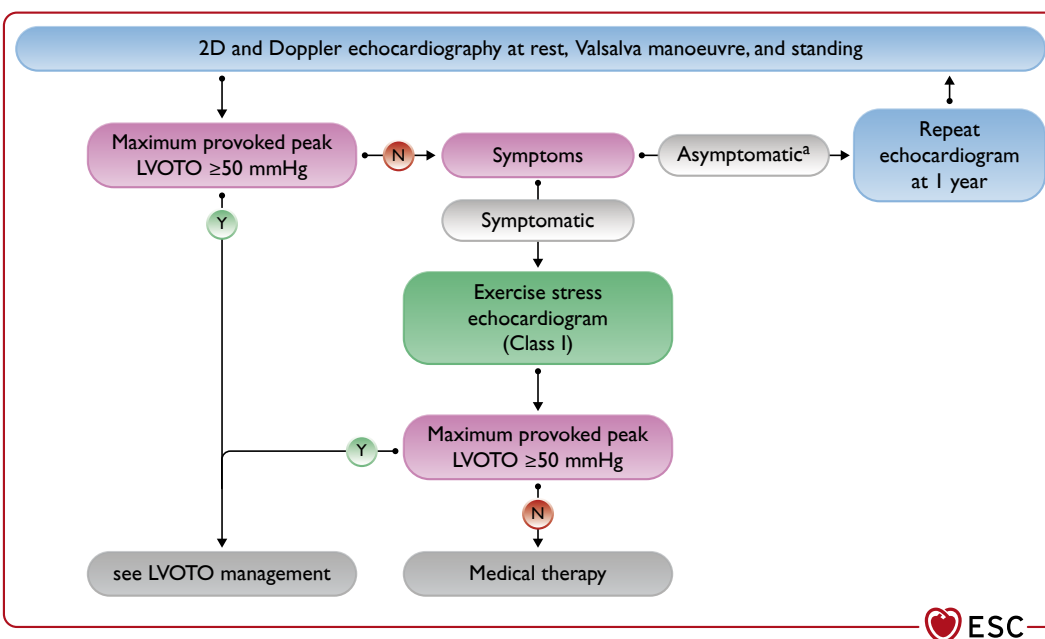 2D and Doppler echocardiography at rest, Valsalva manoeuvre, and standing
Maximum provoked peak
LVOTO ≥50 mmHg
N
Symptoms
Asymptomaticᵃ
Repeat
echocardiogram
at 1 year
Y
Symptomatic
Exercise stress
echocardiogram
(Class I)
Maximum provoked peak
LVOTO ≥50 mmHg
Y
N
see LVOTO management
Medical therapy
ESC